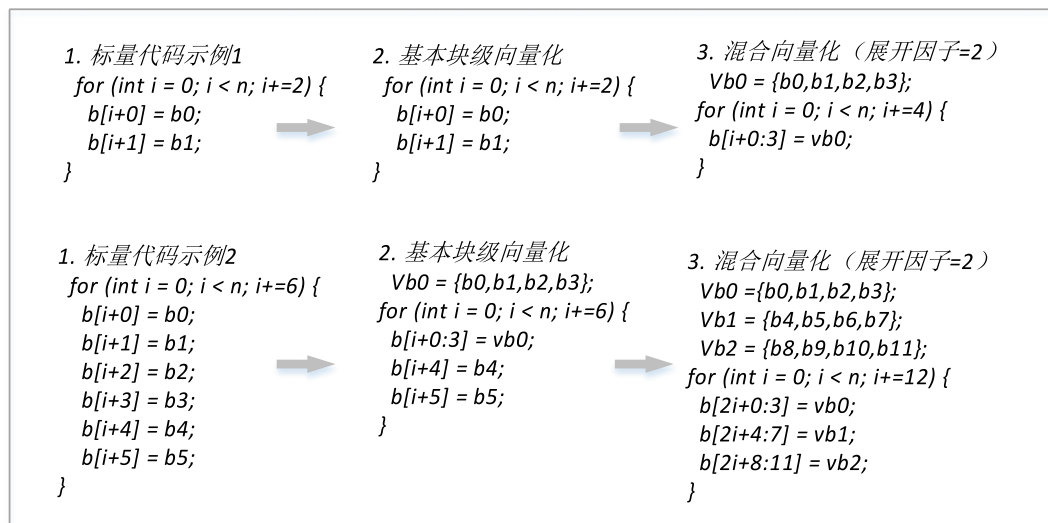 1. 标量代码示例1
for (int i = 0; i < n; i+=2) {
b[i+0] = b0;
b[i+1] = b1;
}
2. 基本块级向量化
for (int i = 0; i < n; i+=2) {
b[i+0] = b0;
b[i+1] = b1;
}
3. 混合向量化（展开因子=2）
Vb0 = {b0,b1,b2,b3};
for (int i = 0; i < n; i+=4) {
b[i+0:3] = vb0;
}
1. 标量代码示例2
for (int i = 0; i < n; i+=6) {
b[i+0] = b0;
b[i+1] = b1;
b[i+2] = b2;
b[i+3] = b3;
b[i+4] = b4;
b[i+5] = b5;
}
2. 基本块级向量化
Vb0 = {b0,b1,b2,b3};
for (int i = 0; i < n; i+=6) {
b[i+0:3] = vb0;
b[i+4] = b4;
b[i+5] = b5;
}
3. 混合向量化（展开因子=2）
Vb0 ={b0,b1,b2,b3};
Vb1 = {b4,b5,b6,b7};
Vb2 = {b8,b9,b10,b11};
for (int i = 0; i < n; i+=12) {
b[2i+0:3] = vb0;
b[2i+4:7] = vb1;
b[2i+8:11] = vb2;
}